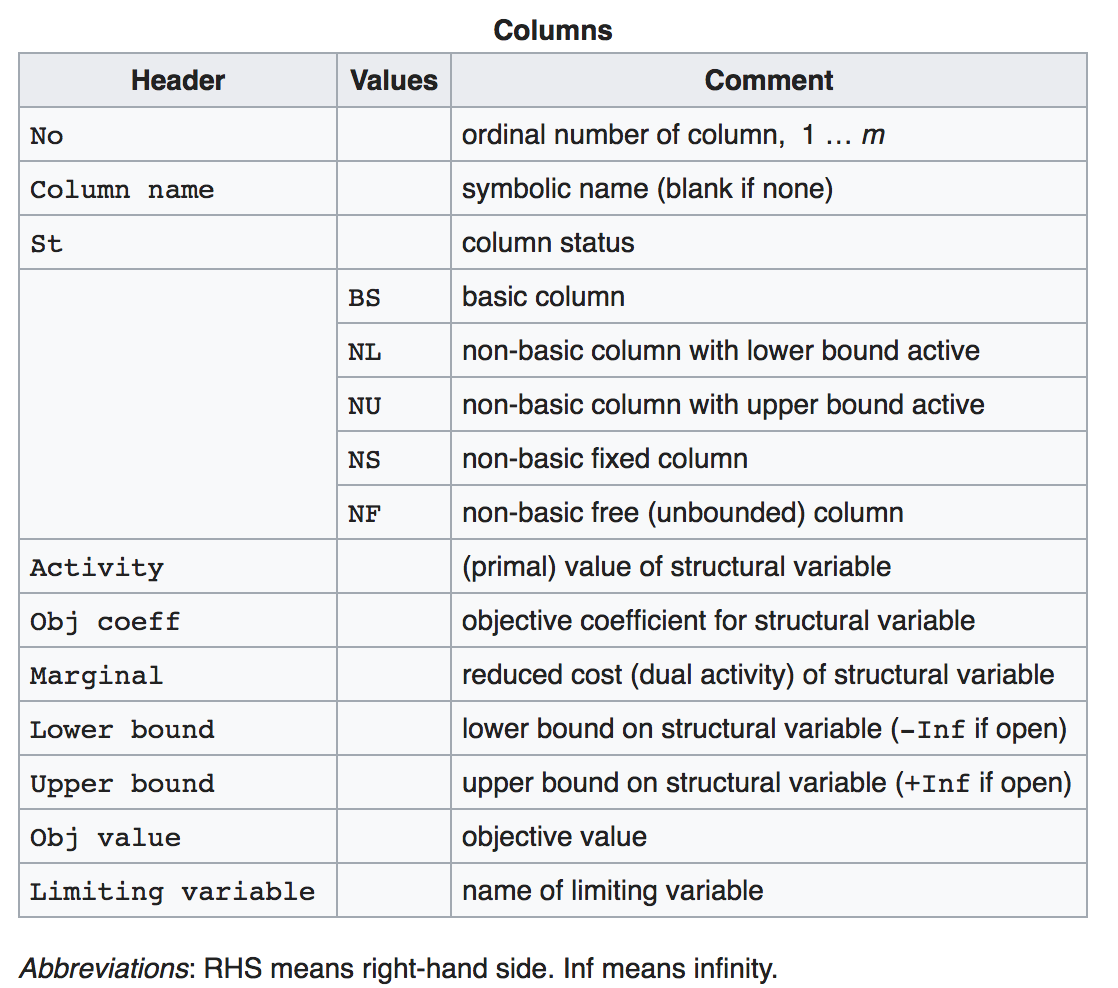 Columns
Header Values Comment
No ordinal number of column, 1 … m
Column name symbolic name (blank if none)
St column status
BS basic column
NL non-basic column with lower bound active
NU non-basic column with upper bound active
NS non-basic fixed column
NF non-basic free (unbounded) column
Activity (primal) value of structural variable
Obj coeff objective coefficient for structural variable
Marginal reduced cost (dual activity) of structural variable
Lower bound lower bound on structural variable (-Inf if open)
Upper bound upper bound on structural variable (+Inf if open)
Obj value objective value
Limiting variable name of limiting variable
Abbreviations: RHS means right-hand side. Inf means infinity.